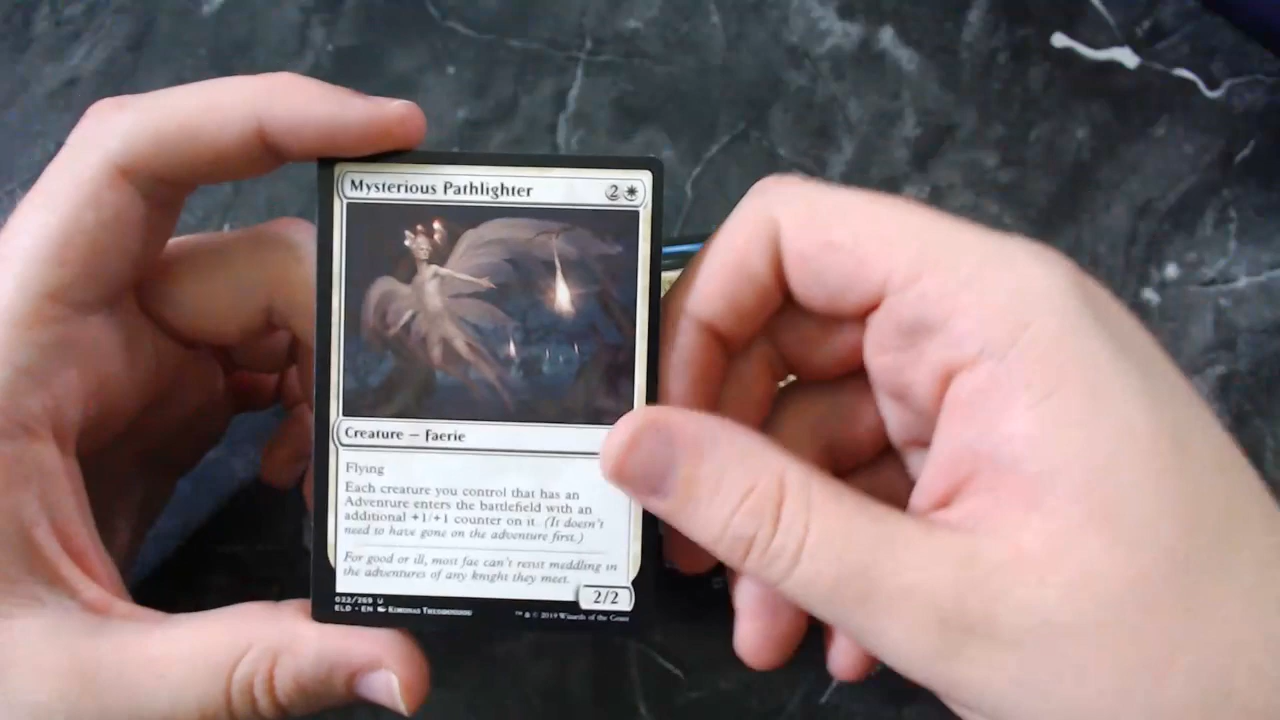 Mysterious Pathlighter 2
Creature — Faerie
Flying
Each creature you control that has an
Adventure enters the battlefield with an
additional +1/+1 counter on it. (It doesn't
need to have gone on the adventure first.)
For good or ill, most fae can't resist meddling in
the adventures of any knight they meet.
2/2
022/269 U
ELD • EN
™ & © 2019 Wizards of the Coast